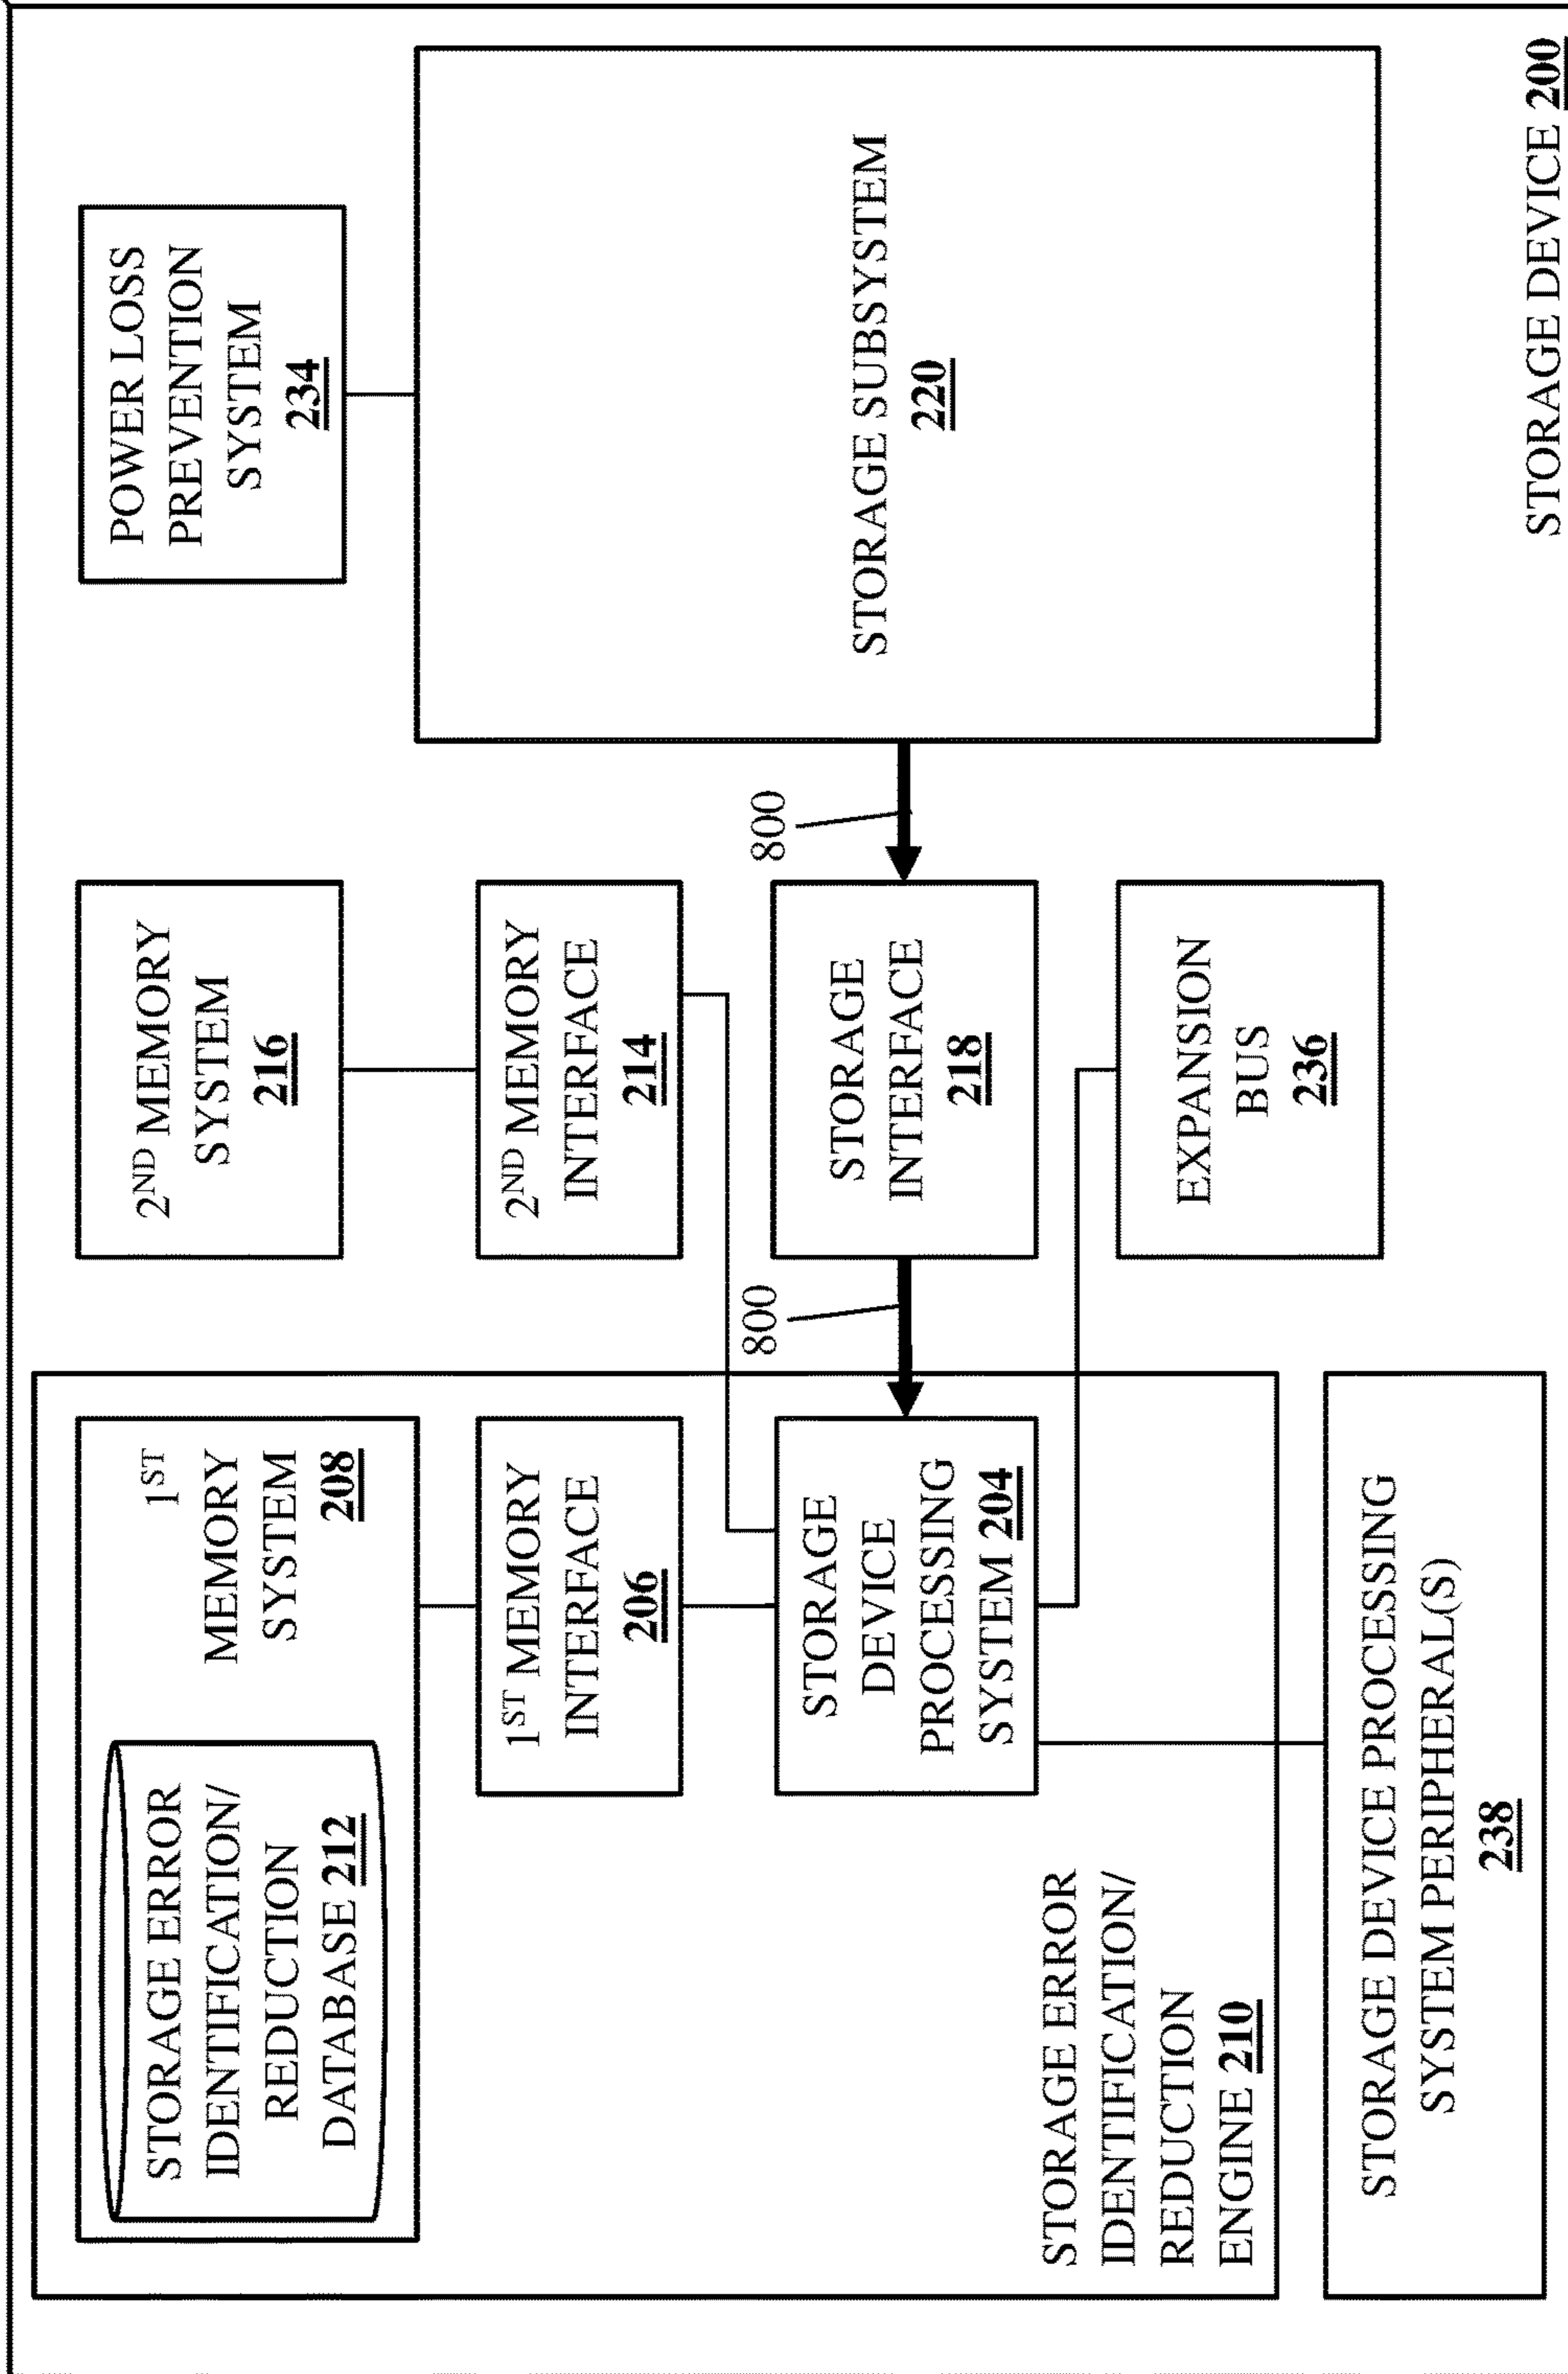 STORAGE ERROR
IDENTIFICATION/
REDUCTION
DATABASE 212
1ST
MEMORY
SYSTEM
208
2ND MEMORY
SYSTEM
216
POWER LOSS
PREVENTION
SYSTEM
234
1ST MEMORY
INTERFACE
206
2ND MEMORY
INTERFACE
214
STORAGE
DEVICE
PROCESSING
SYSTEM 204
800
STORAGE
INTERFACE
218
800
STORAGE SUBSYSTEM
220
STORAGE ERROR
IDENTIFICATION/
REDUCTION
ENGINE 210
EXPANSION
BUS
236
STORAGE DEVICE PROCESSING
SYSTEM PERIPHERAL(S)
238
STORAGE DEVICE 200